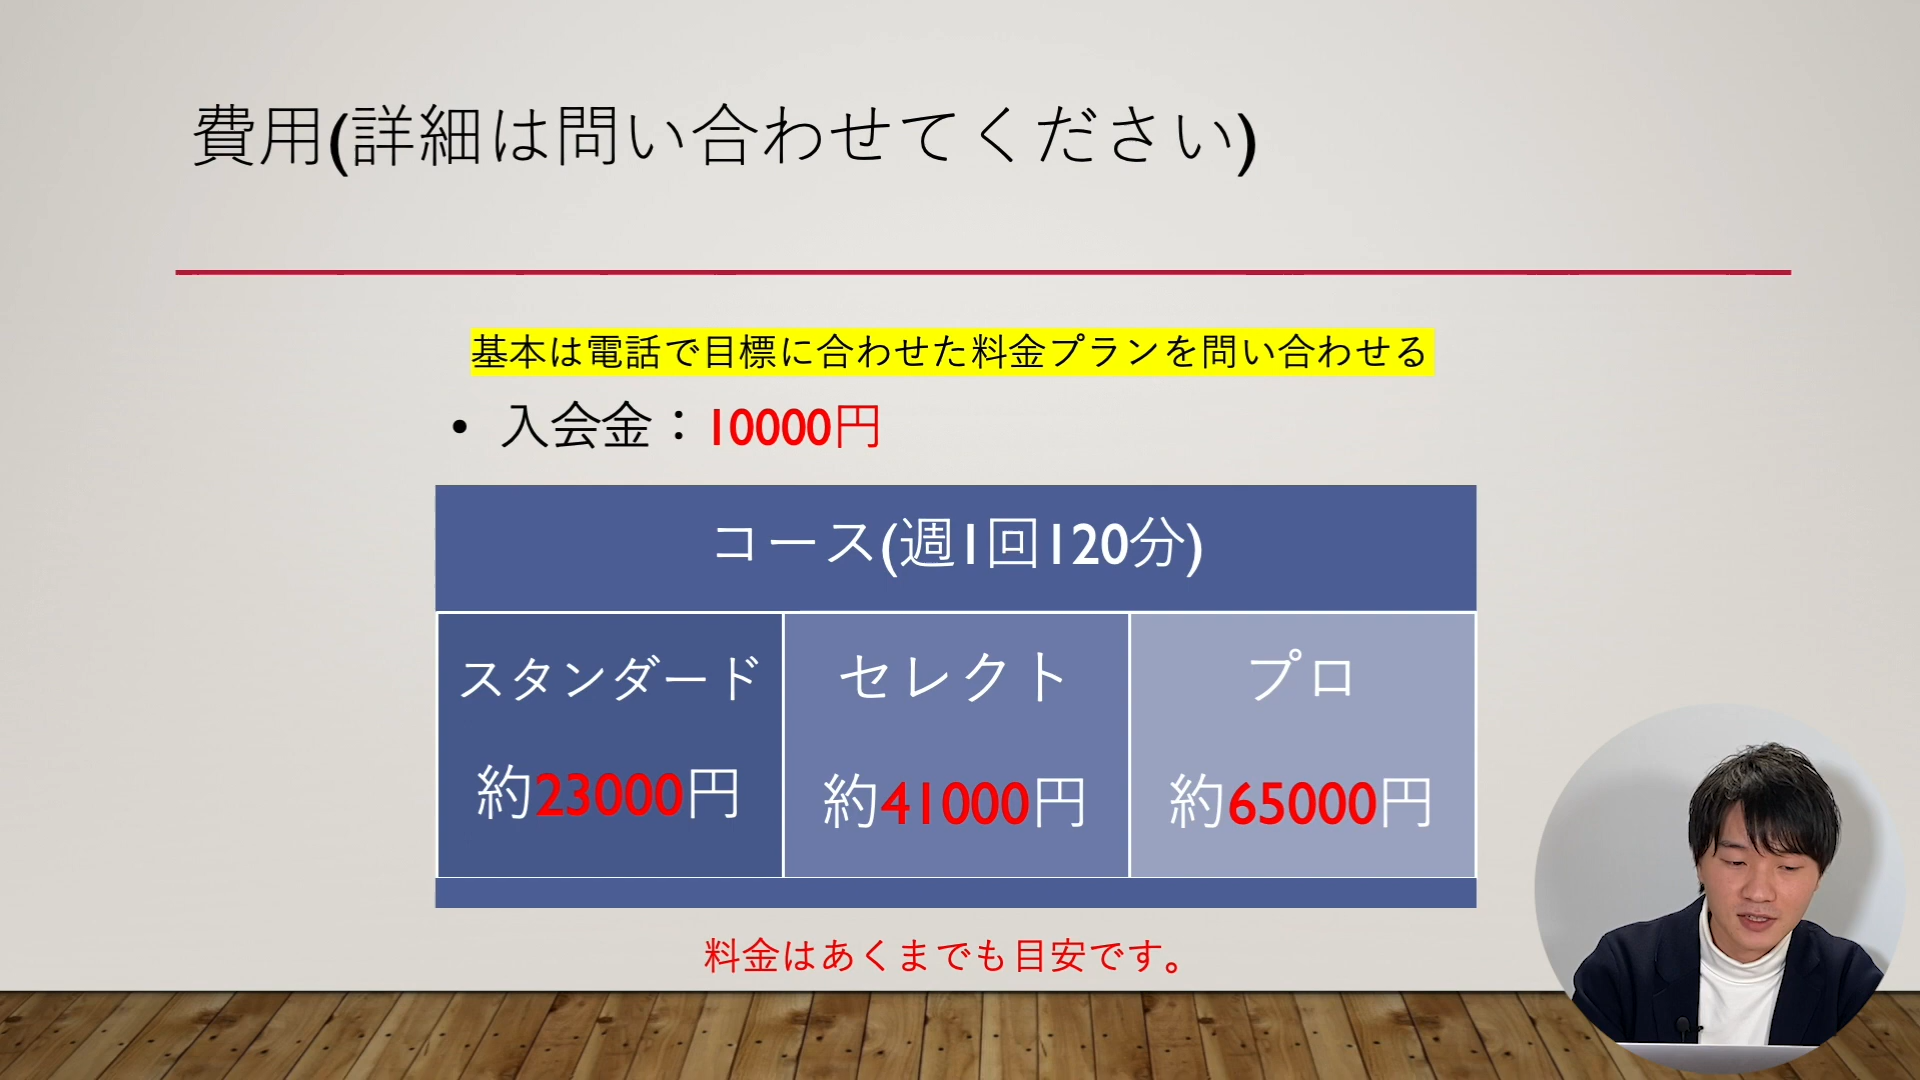 費用(詳細は問い合わせてください)
基本は電話で目標に合わせた料金プランを問い合わせる
• 入会金：10000円
コース(週1回120分)
スタンダード
約23000円
セレクト
約41000円
プロ
約65000円
料金はあくまでも目安です。